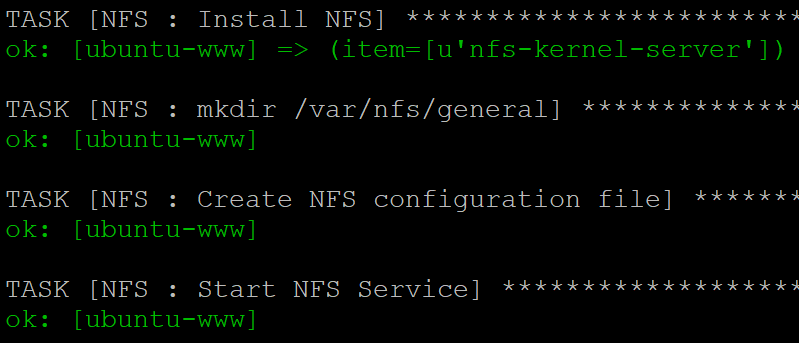 TASK [NFS : Install NFS] *************************
ok: [ubuntu-www] => (item=[u'nfs-kernel-server'])
TASK [NFS : mkdir /var/nfs/general] **************
ok: [ubuntu-www]
TASK [NFS : Create NFS configuration file] *******
ok: [ubuntu-www]
TASK [NFS : Start NFS Service] *******************
ok: [ubuntu-www]